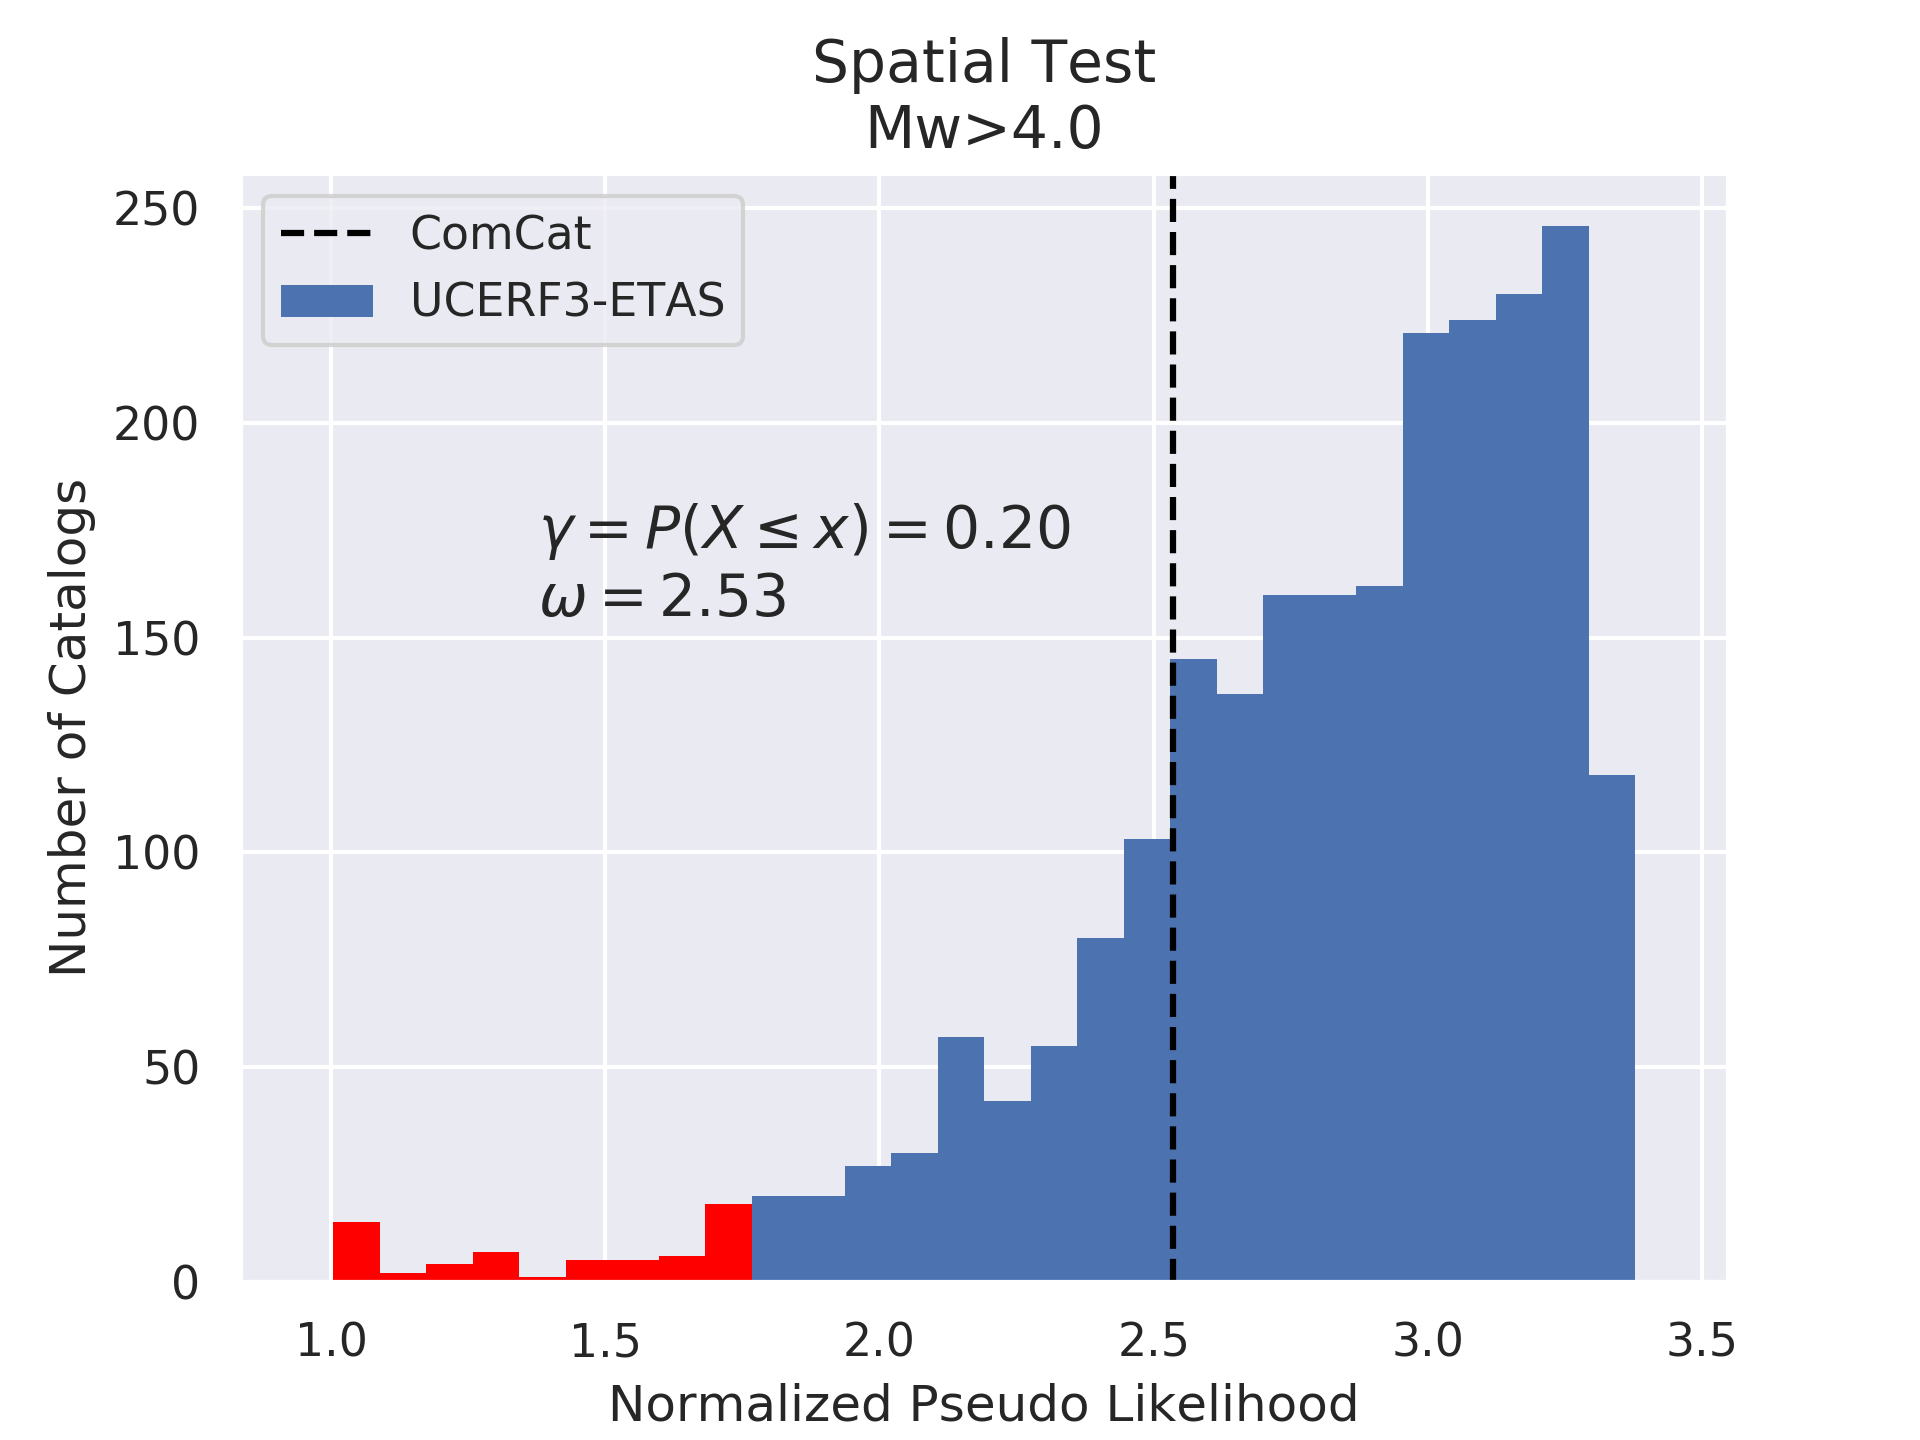 Spatial Test
Mw>4.0
250
200
150
100
50
0
Number of Catalogs
ComCat
UCERF3-ETAS
γ = P(X ≤ x) = 0.20
ω = 2.53
1.0 1.5 2.0 2.5 3.0 3.5
Normalized Pseudo Likelihood